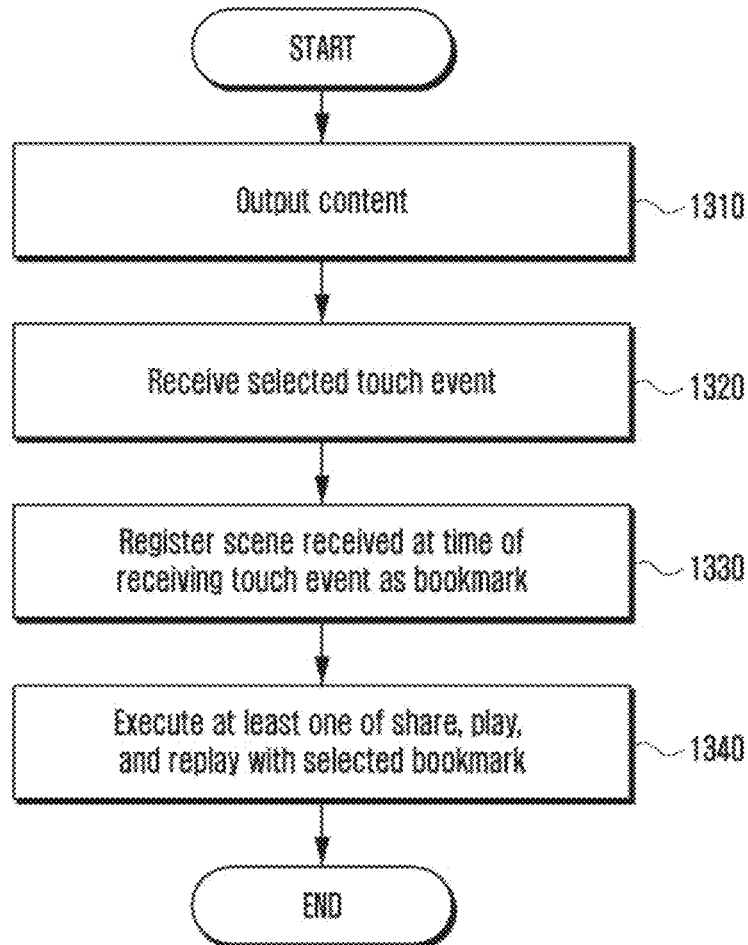 START
Output content
1310
Receive selected touch event
1320
Register scene received at time of
receiving touch event as bookmark
1330
Execute at least one of share, play,
and replay with selected bookmark
1340
END